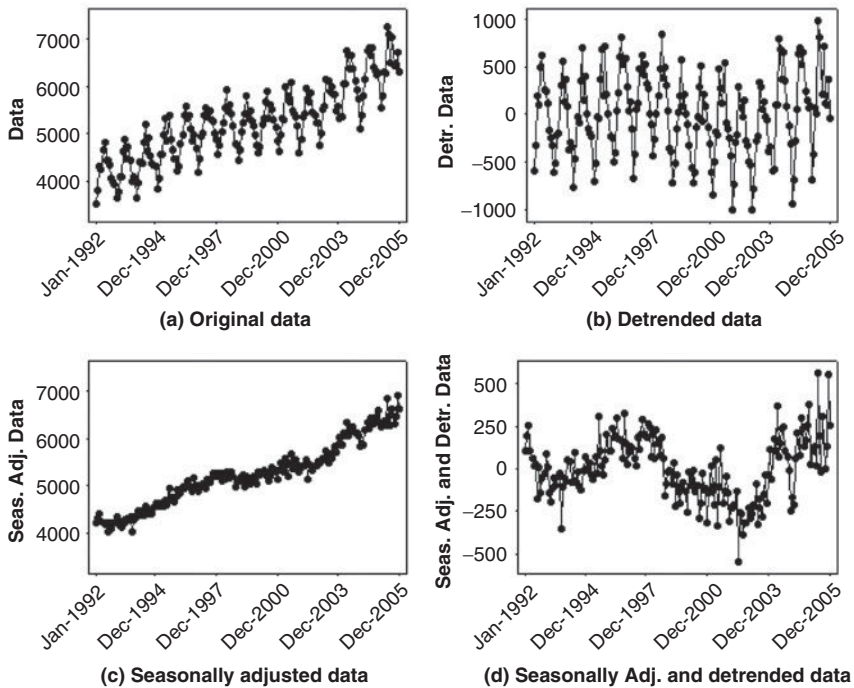 7000
6000
5000
4000
Data
Jan-1992
Dec-1994
Dec-1997
Dec-2000
Dec-2003
Dec-2005
(a) Original data
1000
500
0
−500
−1000
Detr. Data
Jan-1992
Dec-1994
Dec-1997
Dec-2000
Dec-2003
Dec-2005
(b) Detrended data
7000
6000
5000
4000
Seas. Adj. Data
Jan-1992
Dec-1994
Dec-1997
Dec-2000
Dec-2003
Dec-2005
(c) Seasonally adjusted data
500
250
0
−250
−500
Seas. Adj. and Detr. Data
Jan-1992
Dec-1994
Dec-1997
Dec-2000
Dec-2003
Dec-2005
(d) Seasonally Adj. and detrended data